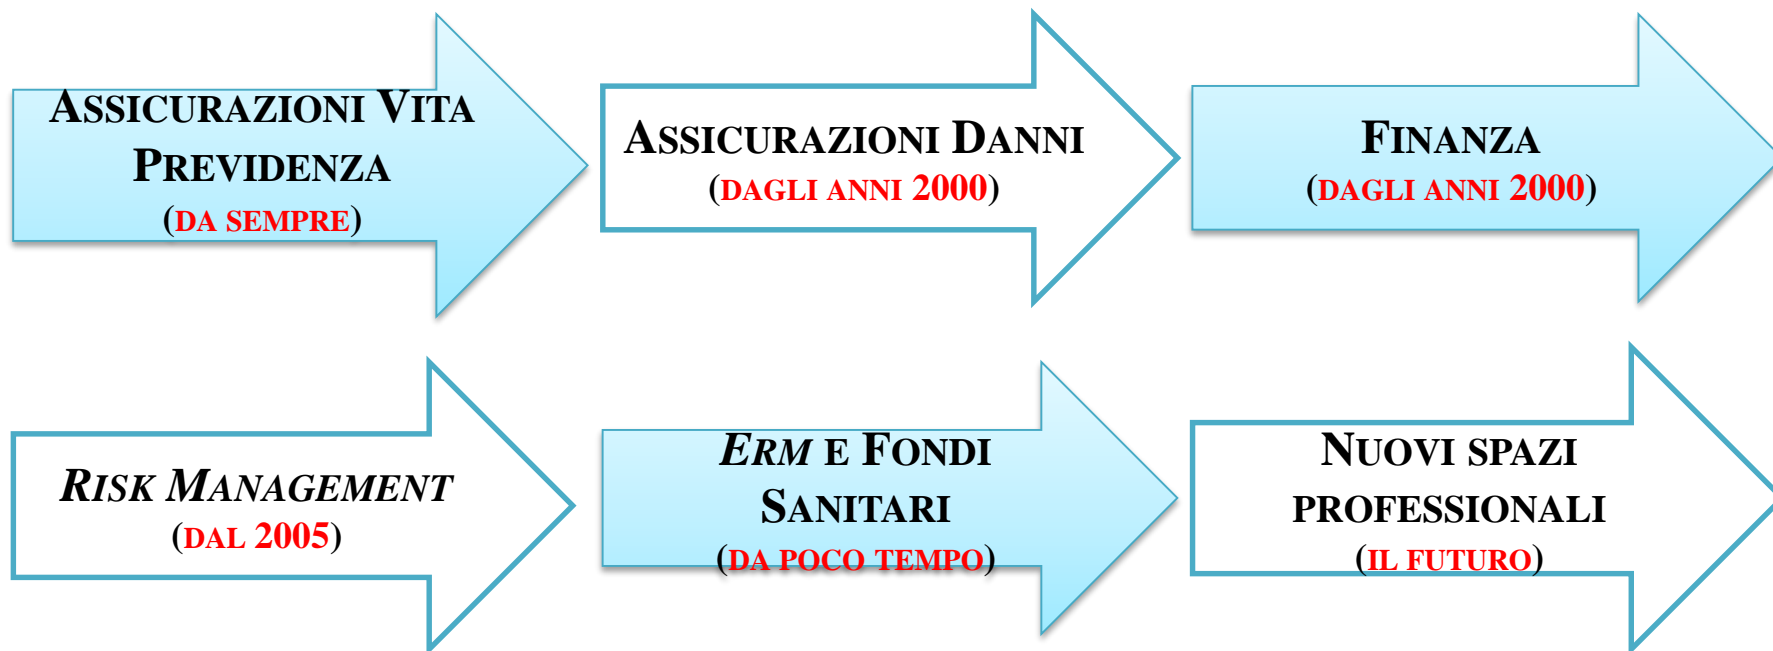 ASSICURAZIONI VITA
PREVIDENZA
(DA SEMPRE)
ASSICURAZIONI DANNI
(DAGLI ANNI 2000)
FINANZA
(DAGLI ANNI 2000)
RISK MANAGEMENT
(DAL 2005)
ERM E FONDI
SANITARI
(DA POCO TEMPO)
NUOVI SPAZI
PROFESSIONALI
(IL FUTURO)